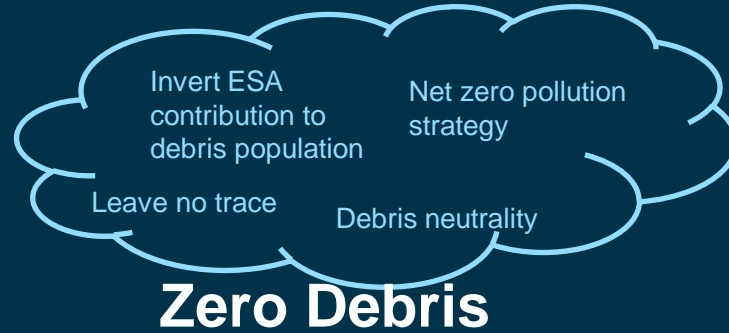 Invert ESA
contribution to
debris population
Net zero pollution
strategy
Leave no trace
Debris neutrality
Zero Debris